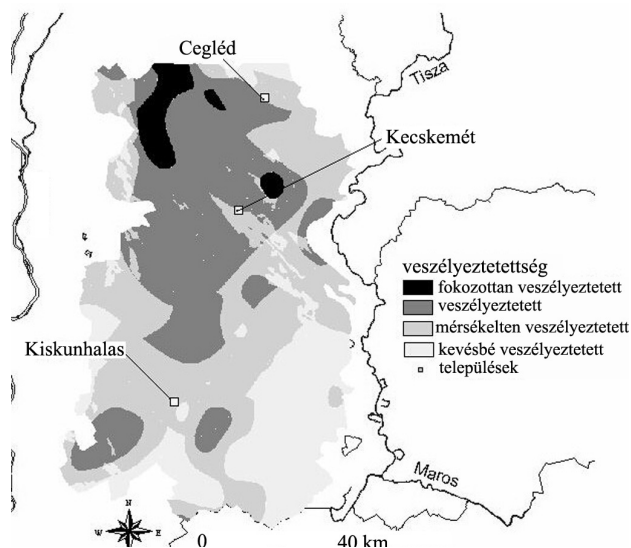 Cegléd
Tisza
Kecskemét
veszélyeztetettség
fokozottan veszélyeztetett
veszélyeztetett
mérsékelten veszélyeztetett
kevésbé veszélyeztetett
települések
Kiskunhalas
Maros
N
W E
S
0 40 km